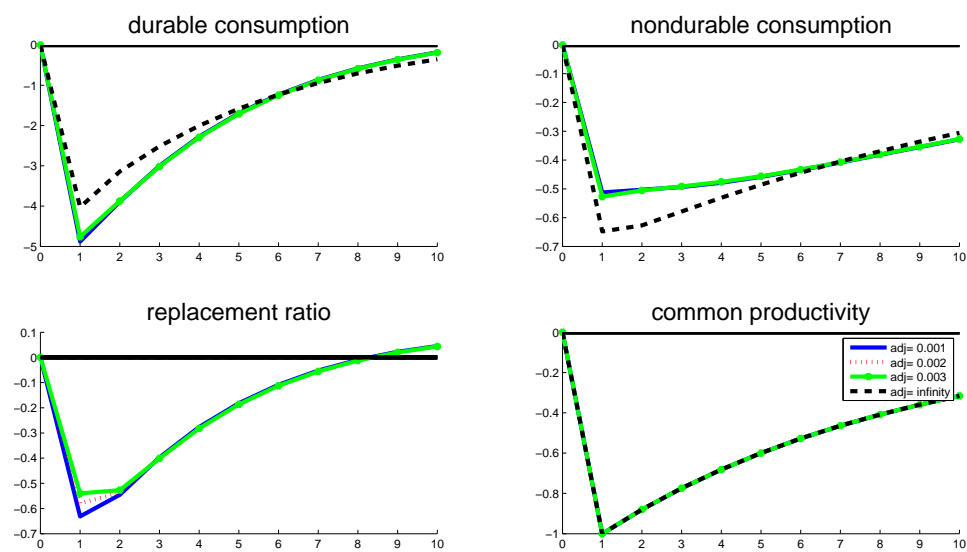 durable consumption
0
−1
−2
−3
−4
−5
0 1 2 3 4 5 6 7 8 9 10
nondurable consumption
0
−0.1
−0.2
−0.3
−0.4
−0.5
−0.6
−0.7
0 1 2 3 4 5 6 7 8 9 10
replacement ratio
0.1
0
−0.1
−0.2
−0.3
−0.4
−0.5
−0.6
−0.7
0 1 2 3 4 5 6 7 8 9 10
common productivity
0
−0.2
−0.4
−0.6
−0.8
−1
0 1 2 3 4 5 6 7 8 9 10
adj= 0.001
adj= 0.002
adj= 0.003
adj= infinity